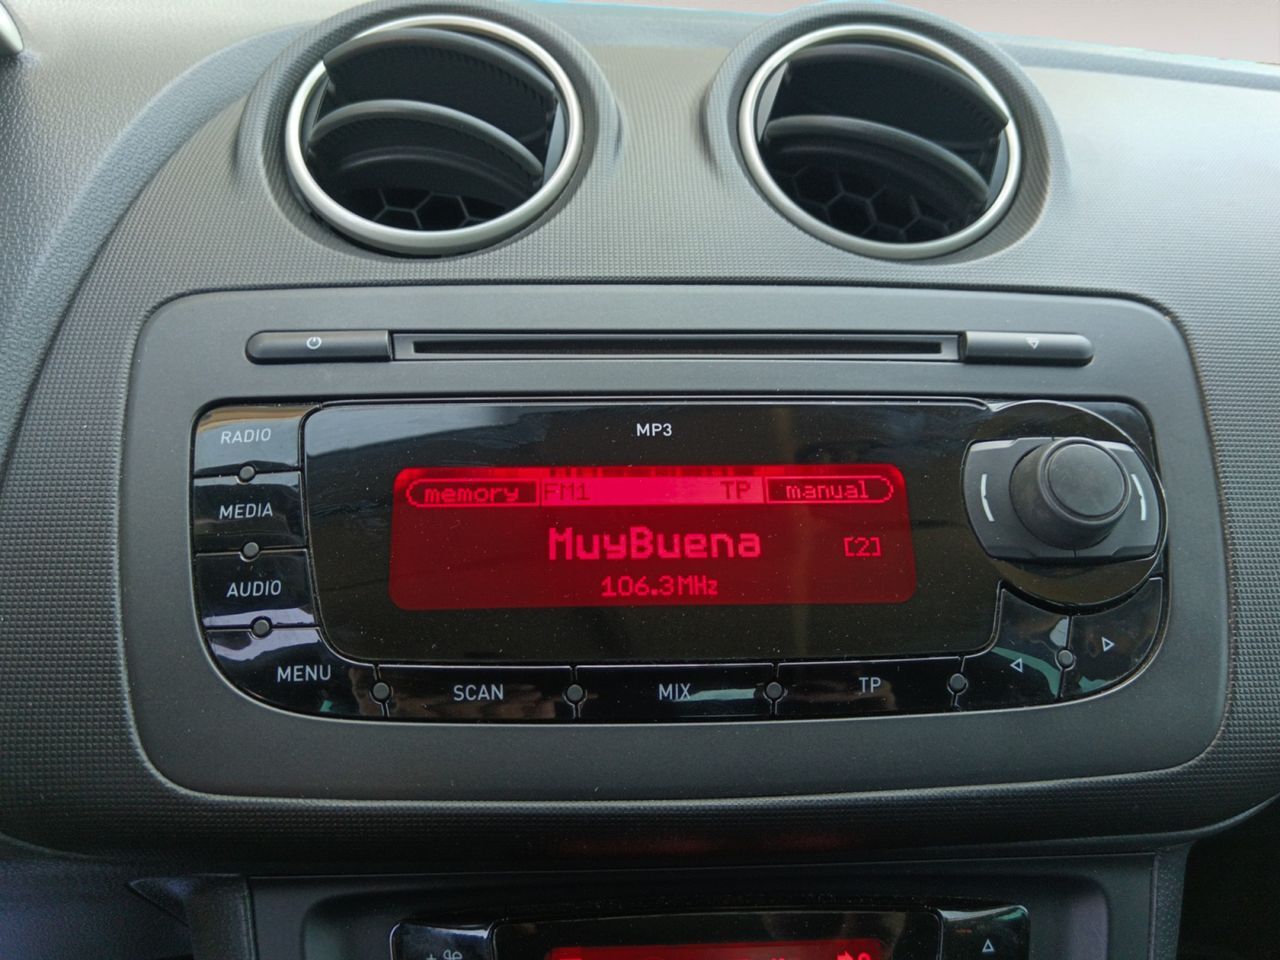 MP3
RADIO
memory FM1 TP manual
MEDIA
MuyBuena [2]
106.3MHz
AUDIO
MENU
SCAN MIX TP